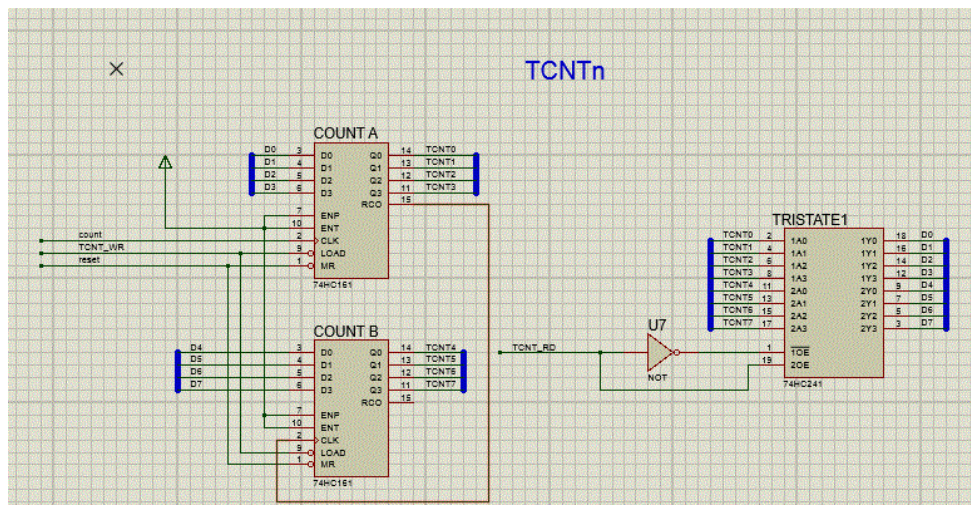 TCNTn
COUNT A
D0 3 D0 Q0 14 TCNT0
D1 4 D1 Q1 13 TCNT1
D2 5 D2 Q2 12 TCNT2
D3 6 D3 Q3 11 TCNT3
RCO 15
7 ENP
10 ENT
count 2 CLK
TCNT_WR 9 LOAD
reset 1 MR
74HC161
COUNT B
D4 3 D0 Q0 14 TCNT4
D5 4 D1 Q1 13 TCNT5
D6 5 D2 Q2 12 TCNT6
D7 6 D3 Q3 11 TCNT7
RCO 15
7 ENP
10 ENT
2 CLK
9 LOAD
1 MR
74HC161
TCNT_RD
U7
NOT
TRISTATE1
TCNT0 2 1A0 1Y0 18 D0
TCNT1 4 1A1 1Y1 16 D1
TCNT2 6 1A2 1Y2 14 D2
TCNT3 8 1A3 1Y3 12 D3
TCNT4 11 2A0 2Y0 9 D4
TCNT5 13 2A1 2Y1 7 D5
TCNT6 15 2A2 2Y2 5 D6
TCNT7 17 2A3 2Y3 3 D7
1 1OE
19 2OE
74HC241